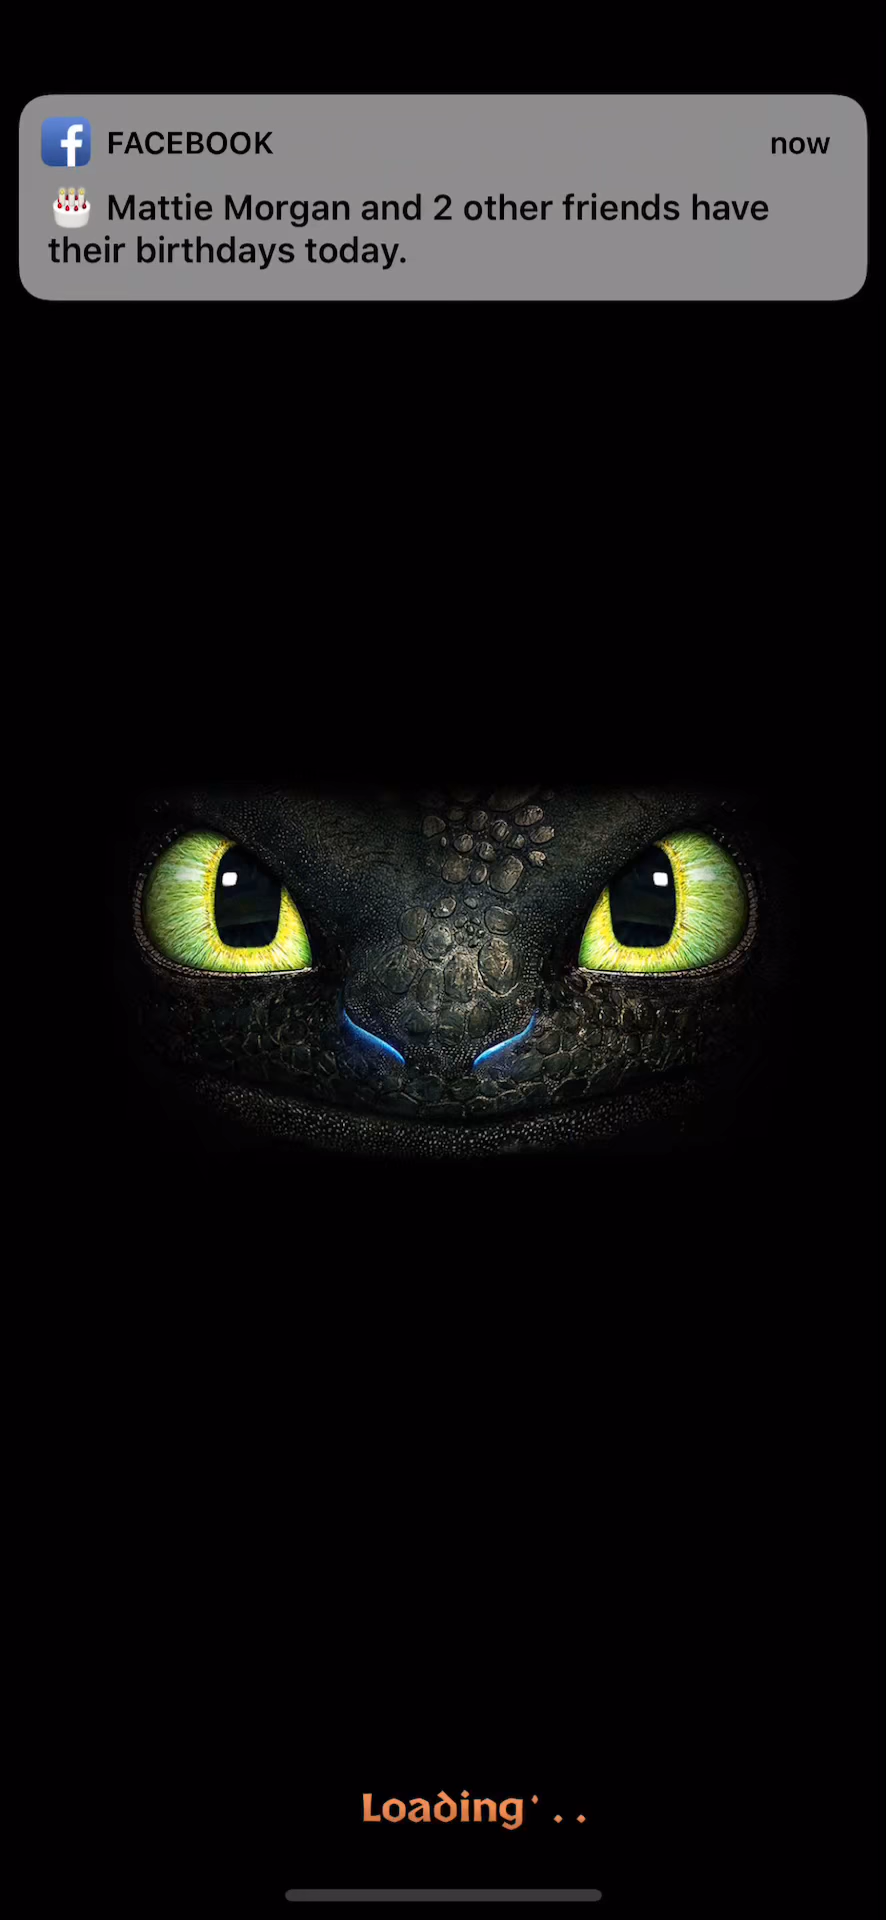 FACEBOOK now
🎂 Mattie Morgan and 2 other friends have
their birthdays today.
Loading...